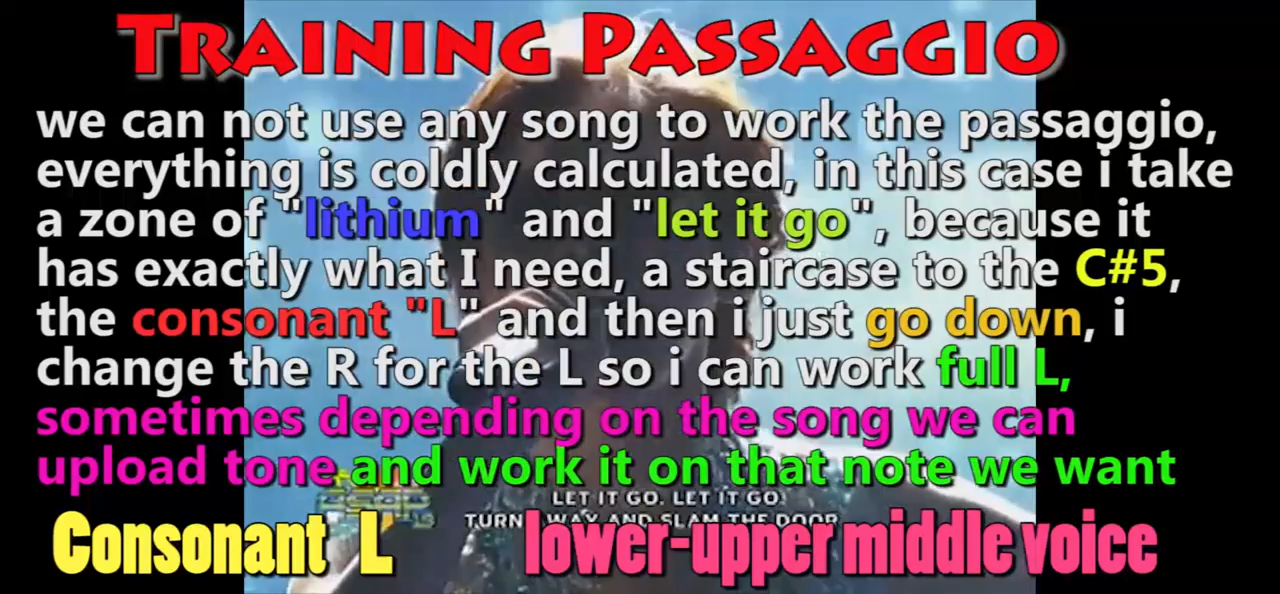 TRAINING PASSAGGIO
we can not use any song to work the passaggio,
everything is coldly calculated, in this case i take
a zone of "lithium" and "let it go", because it
has exactly what I need, a staircase to the C#5,
the consonant "L" and then i just go down, i
change the R for the L so i can work full L,
sometimes depending on the song we can
upload tone and work it on that note we want
LET IT GO. LET IT GO.
TURN AWAY AND SLAM THE DOOR
Consonant L lower-upper middle voice